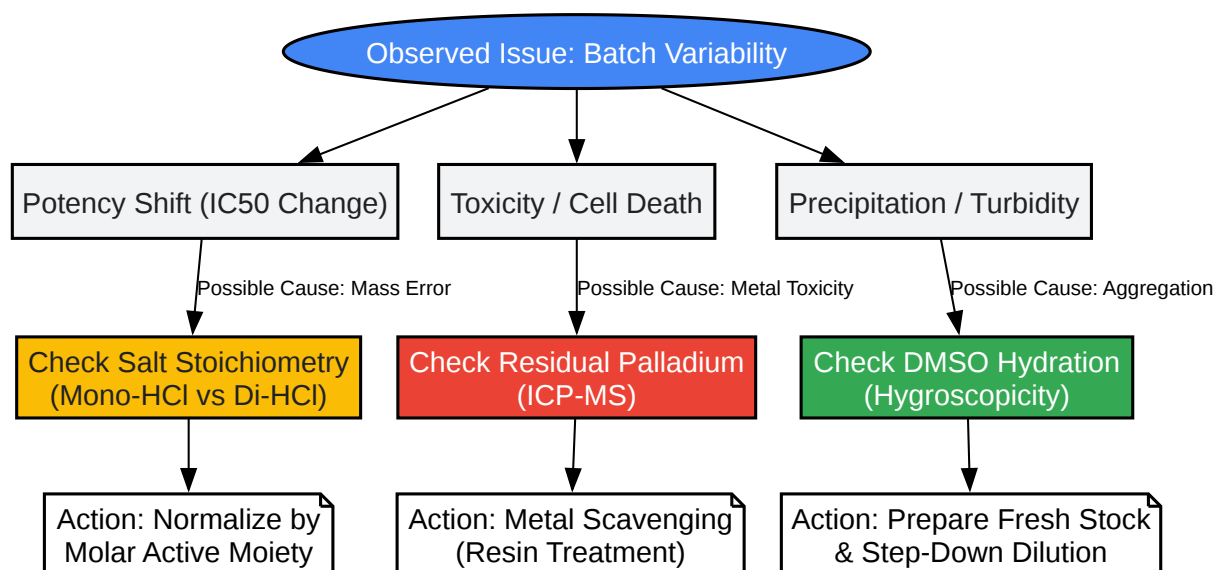 Observed Issue: Batch Variability
Potency Shift (IC50 Change)
Toxicity / Cell Death
Precipitation / Turbidity
Possible Cause: Mass Error
Possible Cause: Metal Toxicity
Possible Cause: Aggregation
Check Salt Stoichiometry
(Mono-HCl vs Di-HCl)
Check Residual Palladium
(ICP-MS)
Check DMSO Hydration
(Hygroscopicity)
Action: Normalize by
Molar Active Moiety
Action: Metal Scavenging
(Resin Treatment)
Action: Prepare Fresh Stock
& Step-Down Dilution